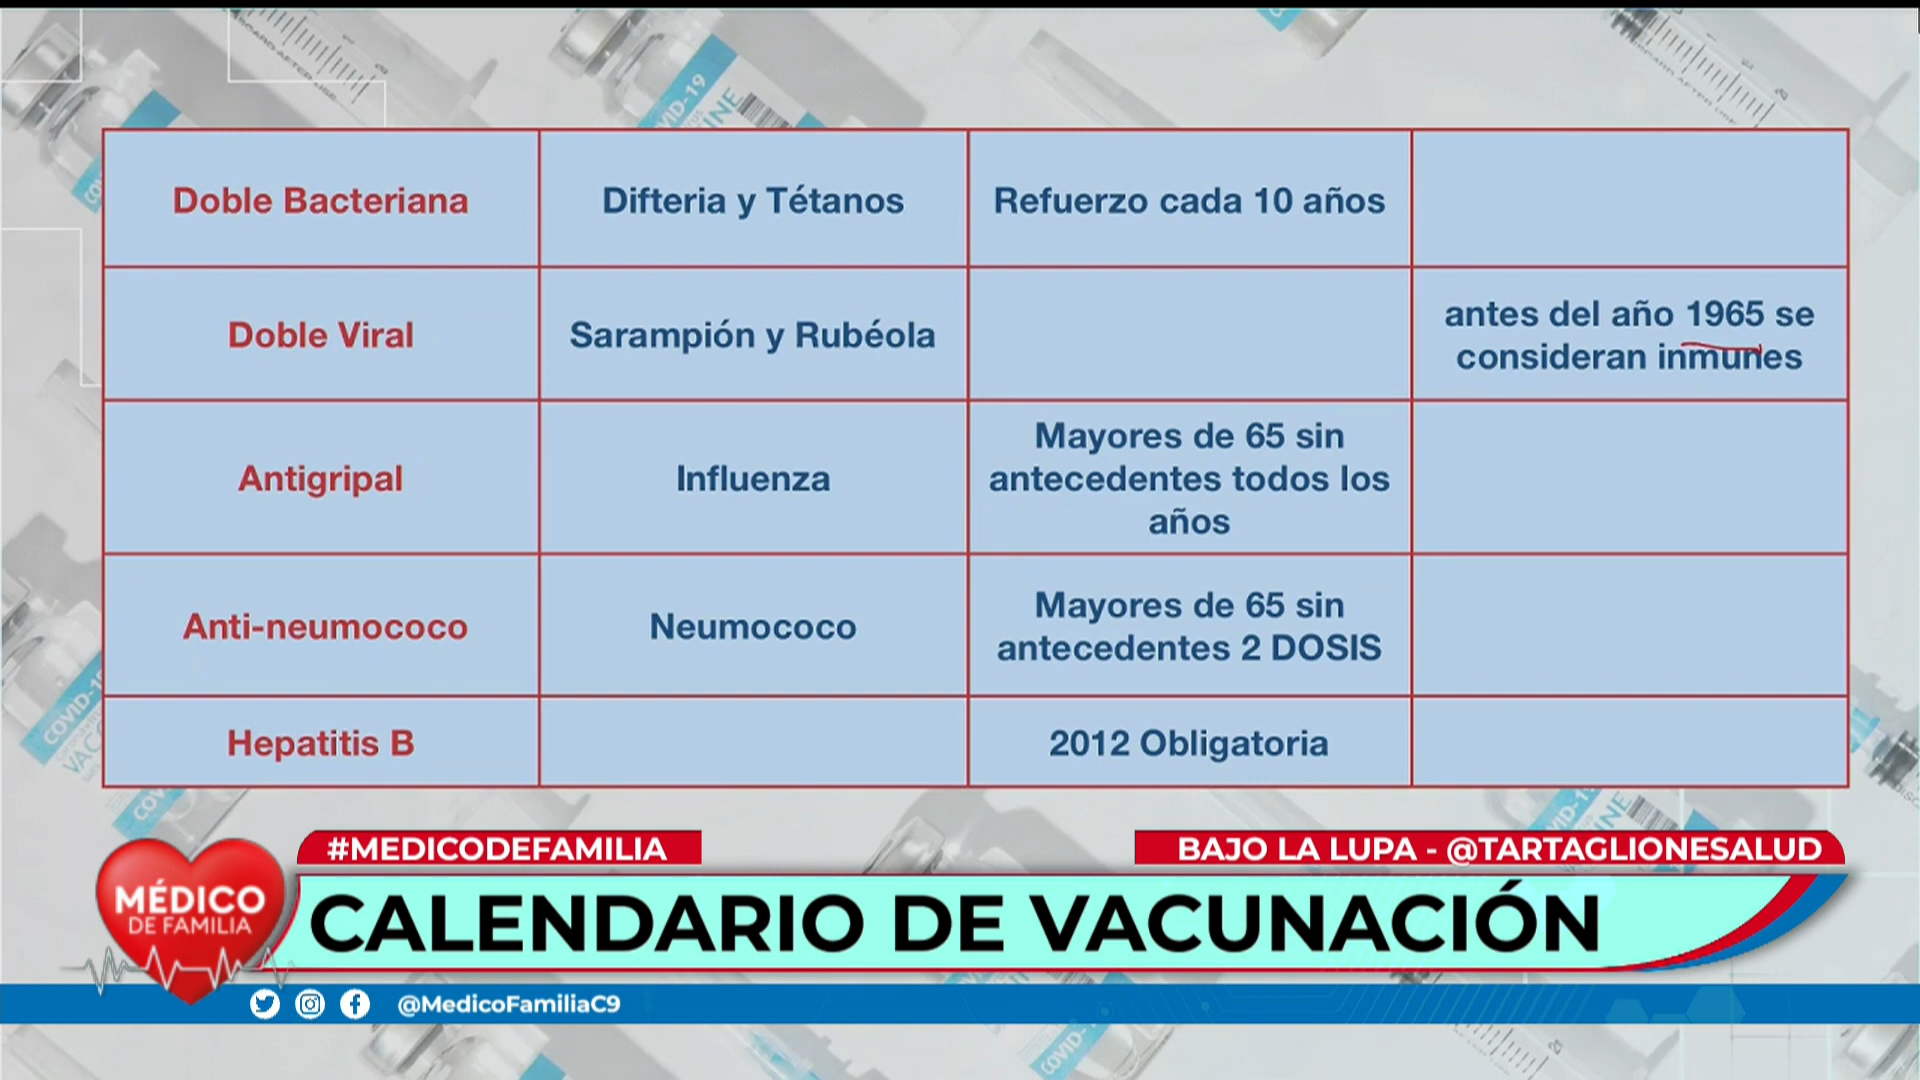 Doble Bacteriana
Difteria y Tétanos
Refuerzo cada 10 años
Doble Viral
Sarampión y Rubéola
antes del año 1965 se
consideran inmunes
Antigripal
Influenza
Mayores de 65 sin
antecedentes todos los
años
Anti-neumococo
Neumococo
Mayores de 65 sin
antecedentes 2 DOSIS
Hepatitis B
2012 Obligatoria
#MEDICODEFAMILIA
BAJO LA LUPA - @TARTAGLIONESALUD
MÉDICO
DE FAMILIA
CALENDARIO DE VACUNACIÓN
@MedicoFamiliaC9